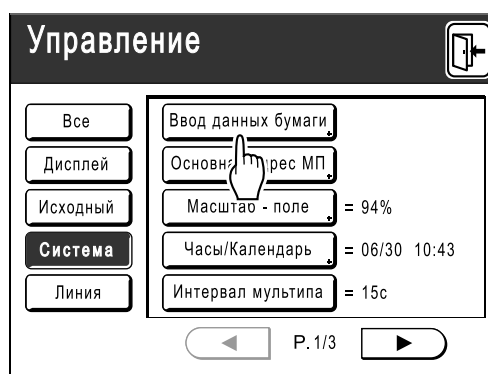 Управление
Все
Дисплей
Исходный
Система
Линия
Ввод данных бумаги
МП
Масштаб - поле = 94%
Часы/Календарь = 06/30 10:43
Интервал мультипа = 15с
P. 1/3